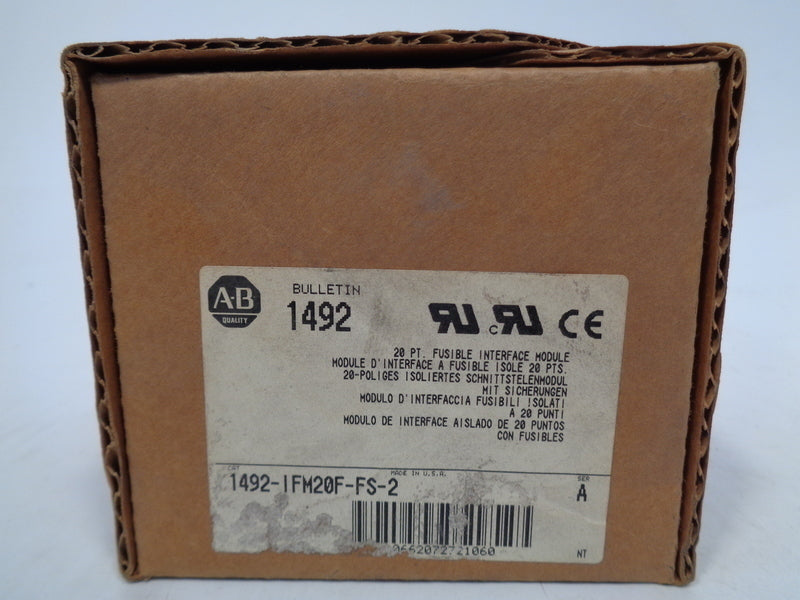 A-B
QUALITY
BULLETIN
1492
CE
20 PT. FUSIBLE INTERFACE MODULE
MODULE D'INTERFACE A FUSIBLE ISOLE 20 PTS.
20-POLIGES ISOLIERTES SCHNITTSTELENMODUL
MIT SICHERUNGEN
MODULO D'INTERFACCIA FUSIBILI ISOLATI
A 20 PUNTI
MODULO DE INTERFACE AISLADO DE 20 PUNTOS
CON FUSIBLES
CAT
MADE IN U.S.A.
SER
1492-IFM20F-FS-2
A
0662072721060
NT